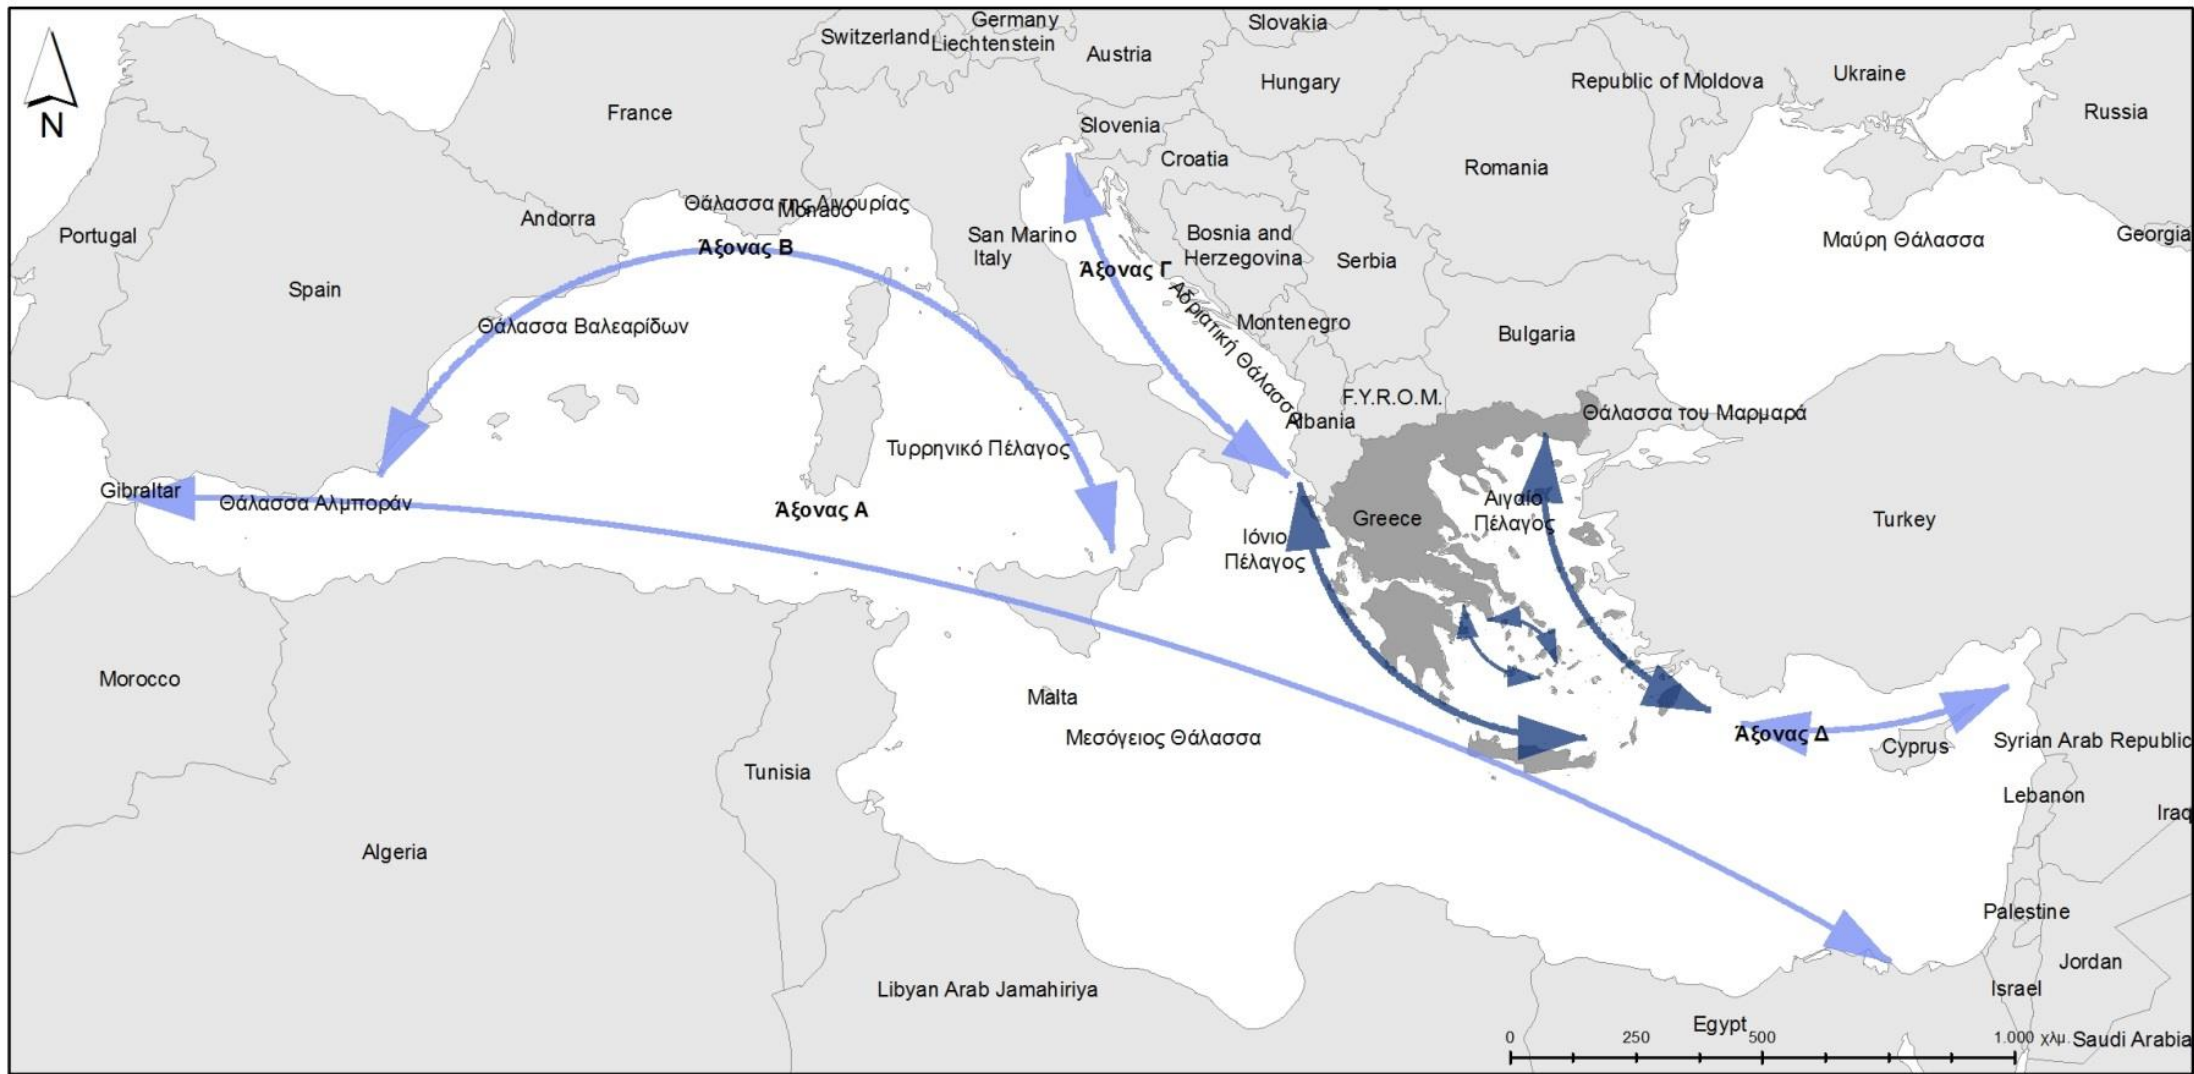 Germany
Slovakia
Switzerland
Liechtenstein
Austria
Republic of Moldova
Ukraine
Hungary
France
Russia
N
Slovenia
Croatia
Romania
Θάλασσα της Λιγουρίας
Monaco
Andorra
Portugal
San Marino
Italy
Bosnia and
Herzegovina
Μαύρη Θάλασσα
Georgia
Άξονας Β
Άξονας Γ
Serbia
Spain
Αδριατική Θάλασσα
Θάλασσα Βαλεαρίδων
Montenegro
Bulgaria
F.Y.R.O.M.
Albania
Θάλασσα του Μαρμαρά
Τυρρηνικό Πέλαγος
Gibraltar
Θάλασσα Αλμποράν
Άξονας Α
Greece
Αιγαίο
Πέλαγος
Turkey
Ιόνιο
Πέλαγος
Morocco
Malta
Μεσόγειος Θάλασσα
Άξονας Δ
Cyprus
Syrian Arab Republic
Tunisia
Lebanon
Iraq
Algeria
Palestine
Jordan
Israel
Libyan Arab Jamahiriya
Egypt
0 250 500 1.000 χλμ.
Saudi Arabia